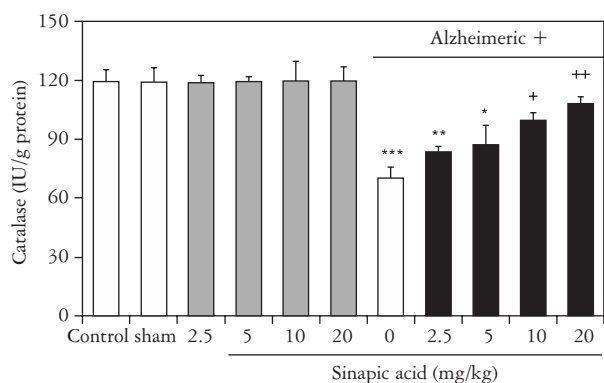 150
Alzheimeric +
++
120
+
*
**
90
***
60
30
0
Catalase (IU/g protein)
Control sham 2.5 5 10 20 0 2.5 5 10 20
Sinapic acid (mg/kg)